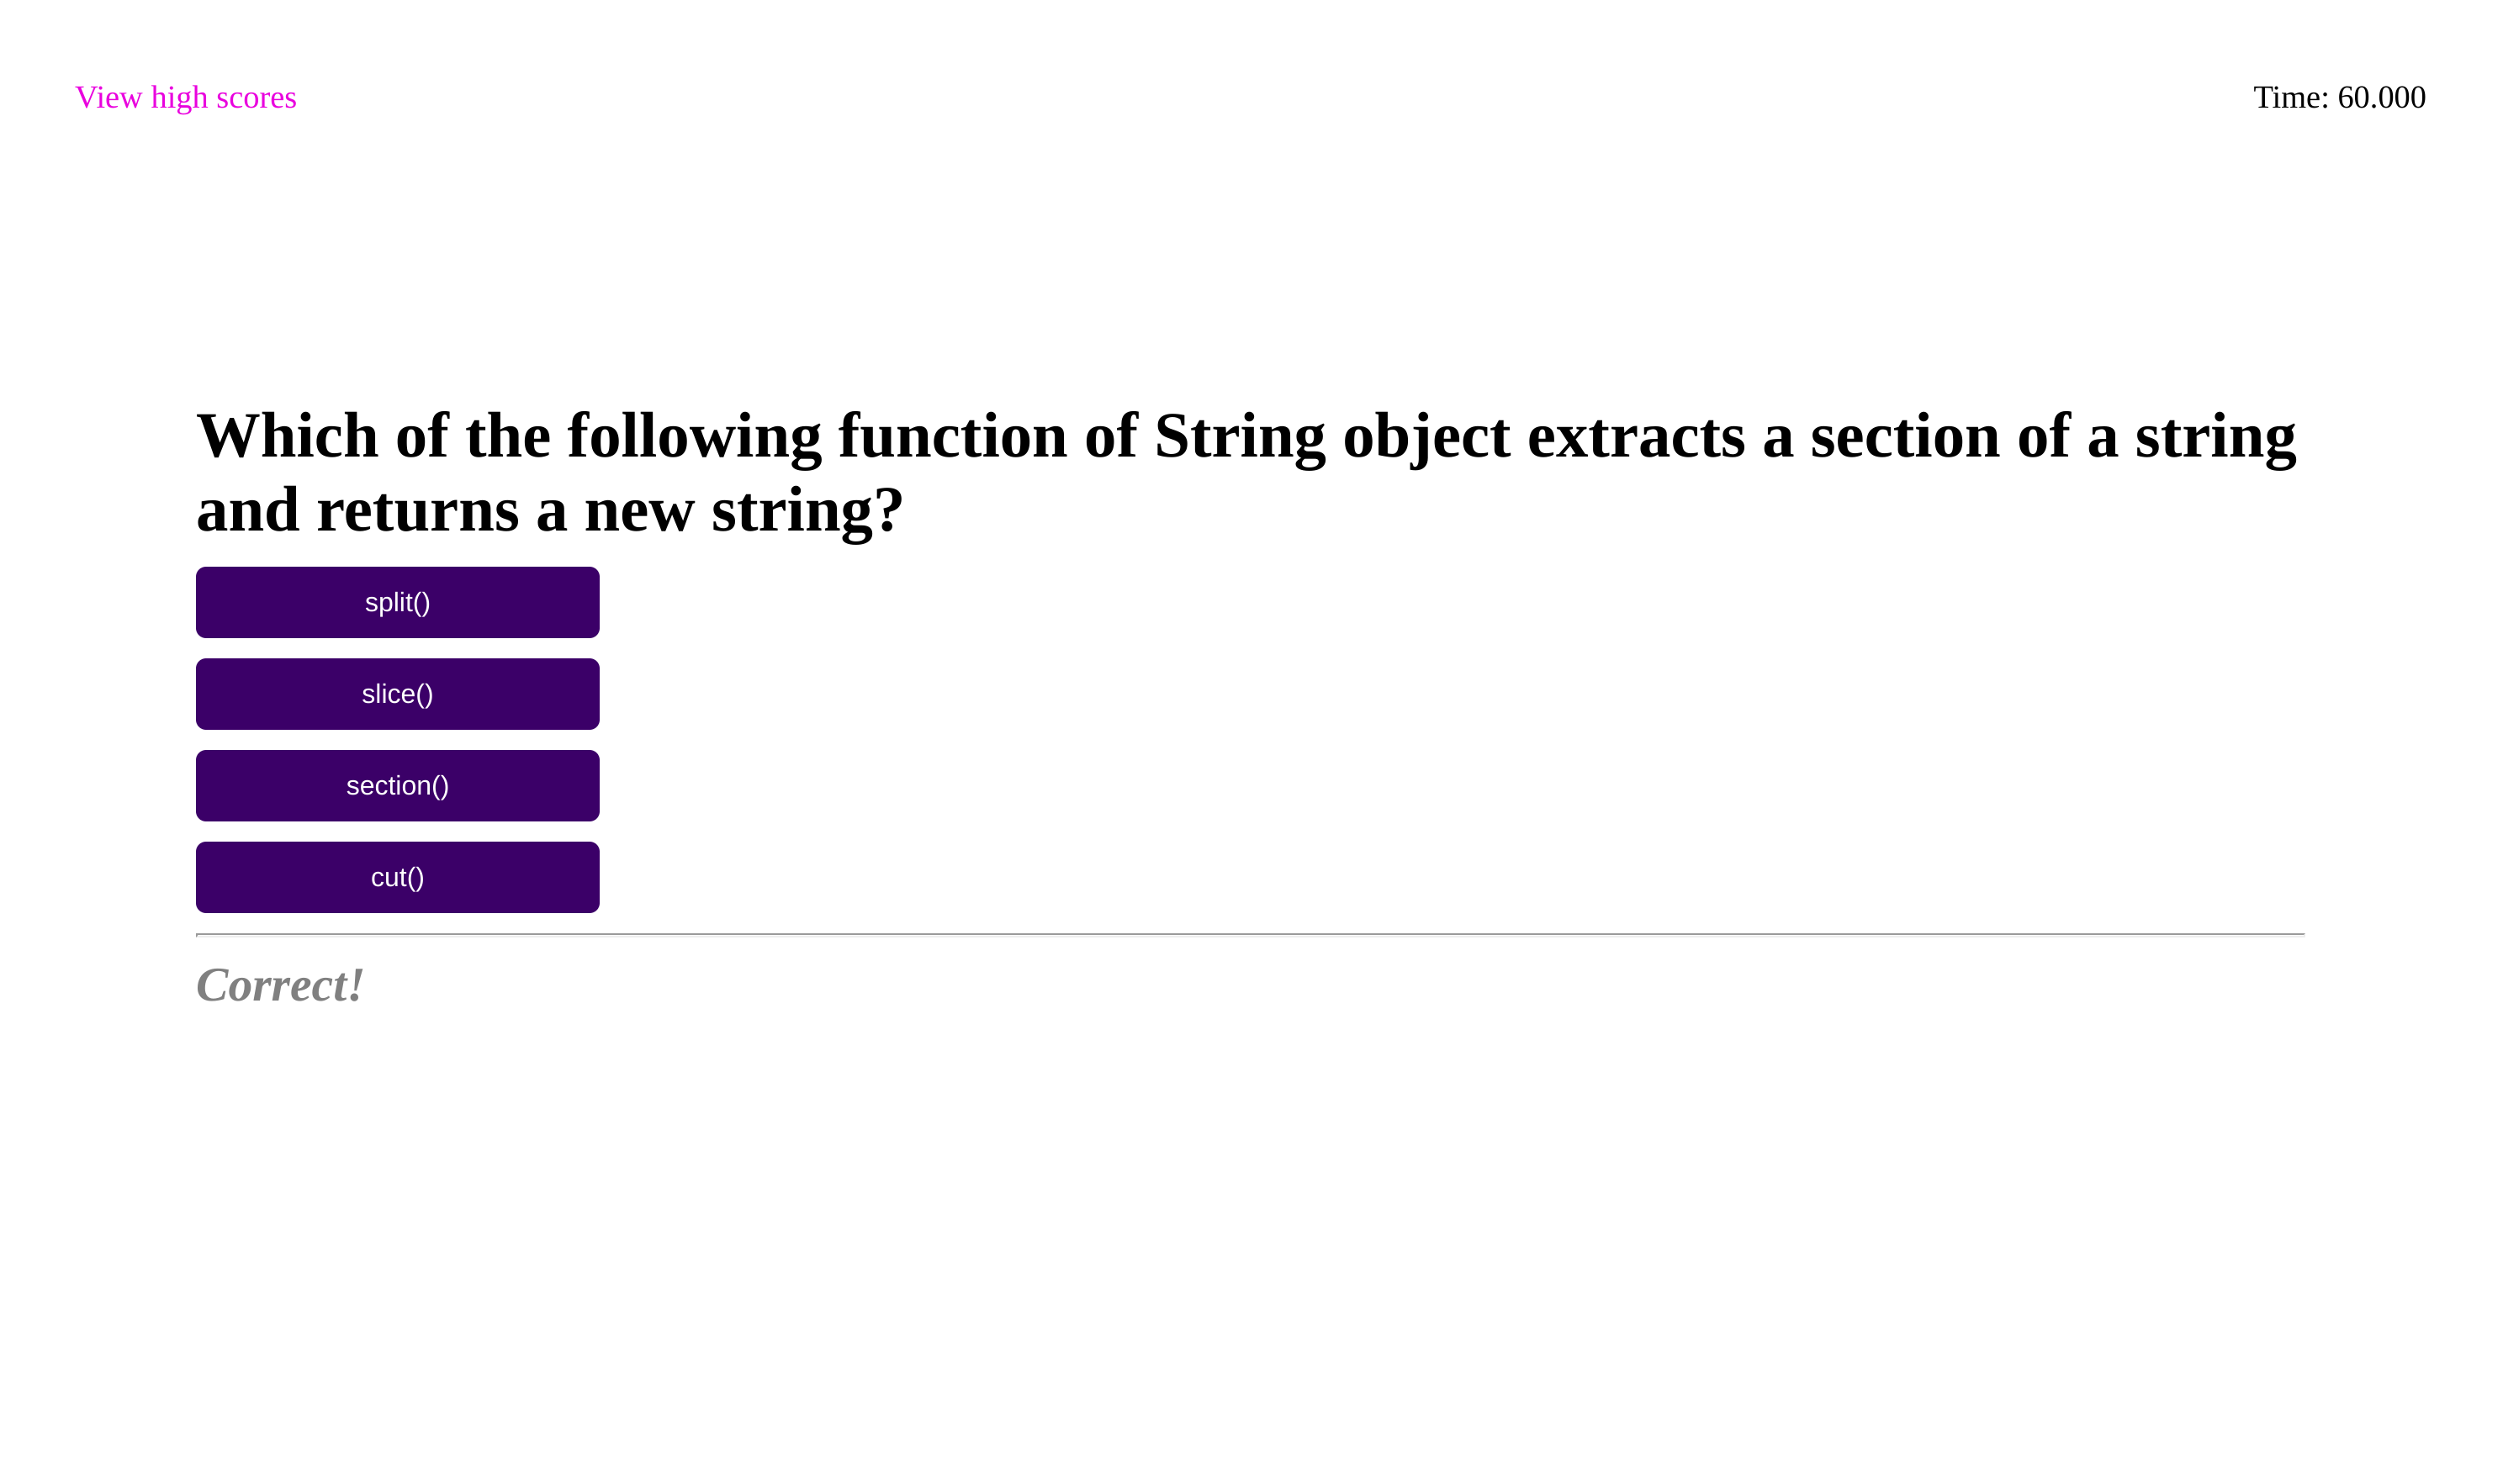 View high scores
Time: 60.000
Which of the following function of String object extracts a section of a string
and returns a new string?
split()
slice()
section()
cut()
Correct!